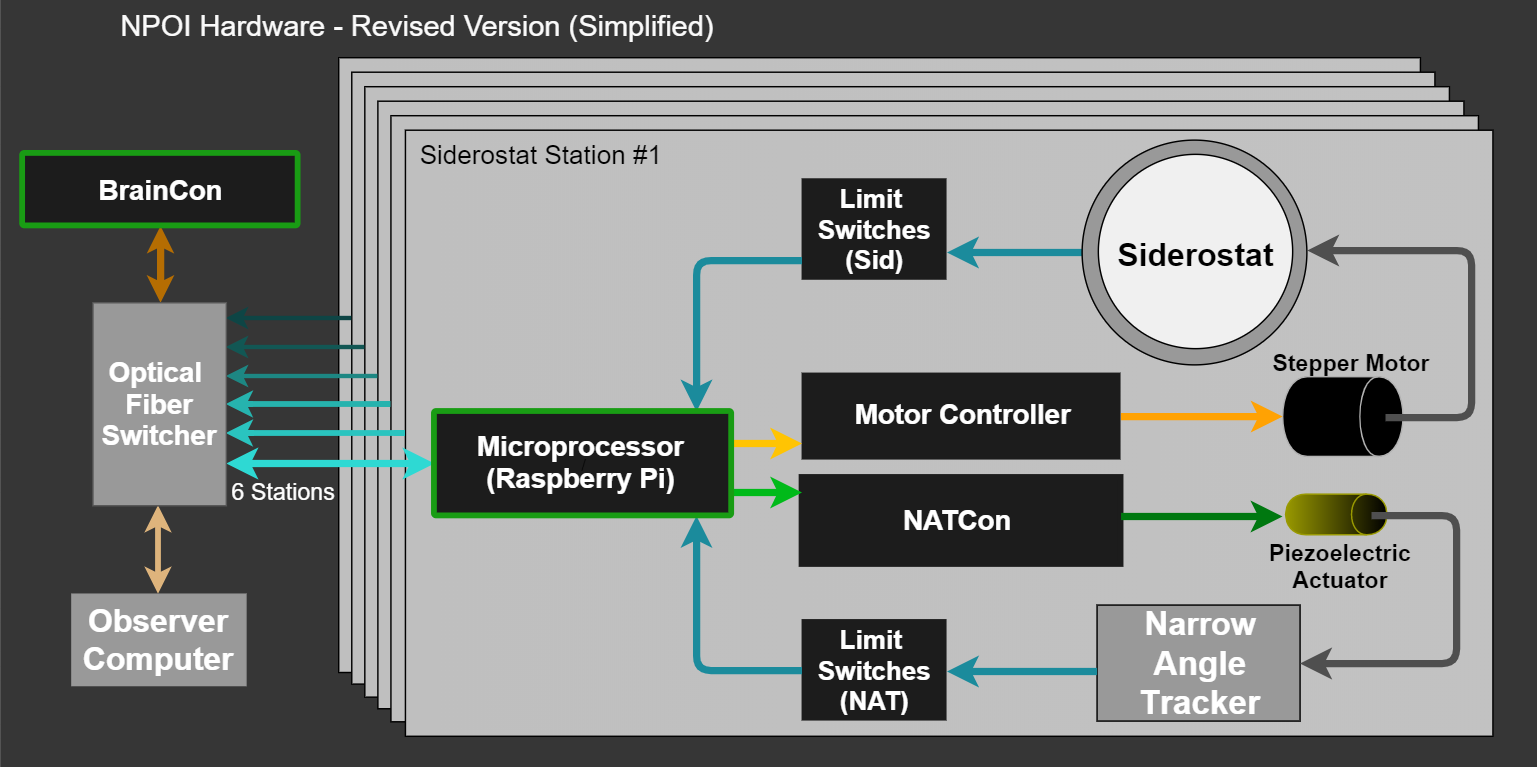 NPOI Hardware - Revised Version (Simplified)
Siderostat Station #1
BrainCon
Limit
Switches
(Sid)
Siderostat
Stepper Motor
Optical
Fiber
Switcher
Motor Controller
Microprocessor
(Raspberry Pi)
6 Stations
NATCon
Piezoelectric
Actuator
Observer
Computer
Limit
Switches
(NAT)
Narrow
Angle
Tracker